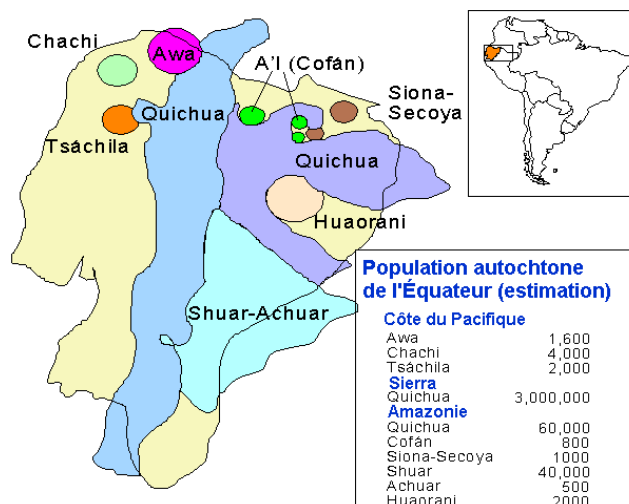 Chachi
Awa
A'I (Cofán)
Siona-
Secoya
Quichua
Tsáchila
Quichua
Huaorani
Shuar-Achuar
Population autochtone
de l'Équateur (estimation)
Côte du Pacifique
Awa 1,600
Chachi 4,000
Tsáchila 2,000
Sierra
Quichua 3,000,000
Amazonie
Quichua 60,000
Cofán 800
Siona-Secoya 1000
Shuar 40,000
Achuar 500
Huaorani 2000